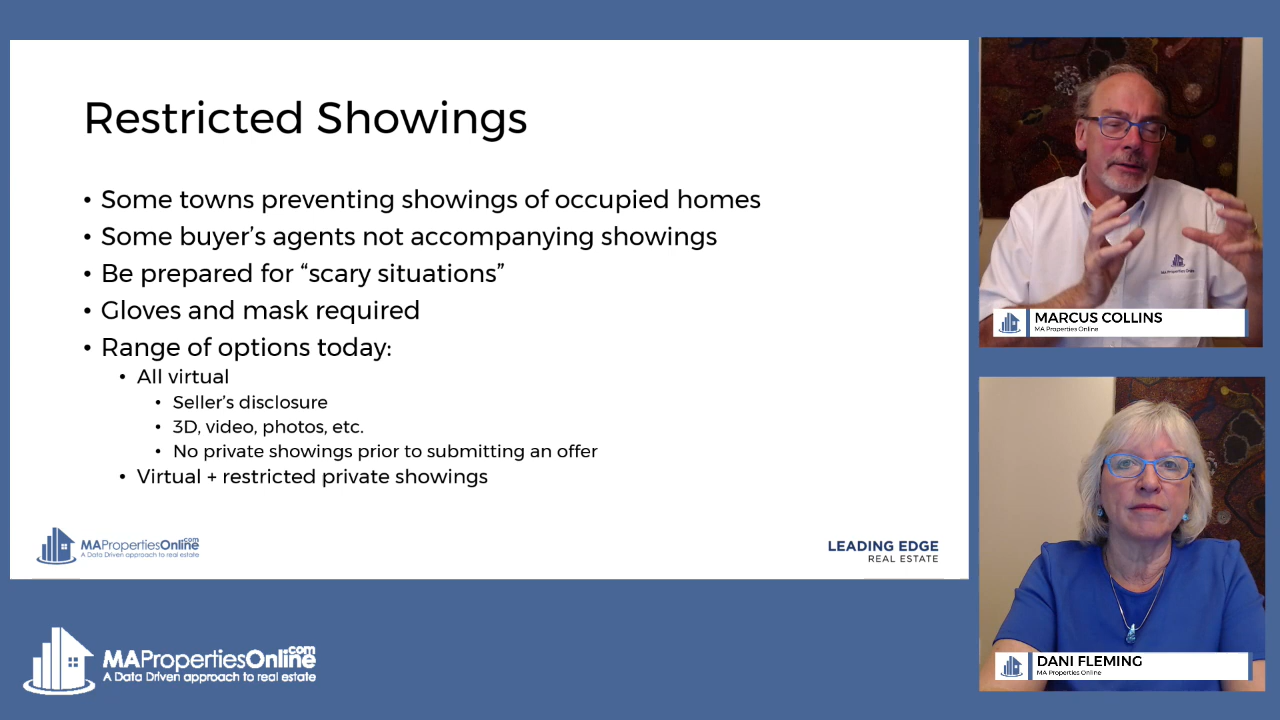 Restricted Showings
• Some towns preventing showings of occupied homes
• Some buyer’s agents not accompanying showings
• Be prepared for “scary situations”
• Gloves and mask required
• Range of options today:
• All virtual
• Seller’s disclosure
• 3D, video, photos, etc.
• No private showings prior to submitting an offer
• Virtual + restricted private showings
MAPropertiesOnline.com
A Data Driven approach to real estate
LEADING EDGE
REAL ESTATE
MA Properties Online
MARCUS COLLINS
MA Properties Online
DANI FLEMING
MA Properties Online
MAPropertiesOnline.com
A Data Driven approach to real estate